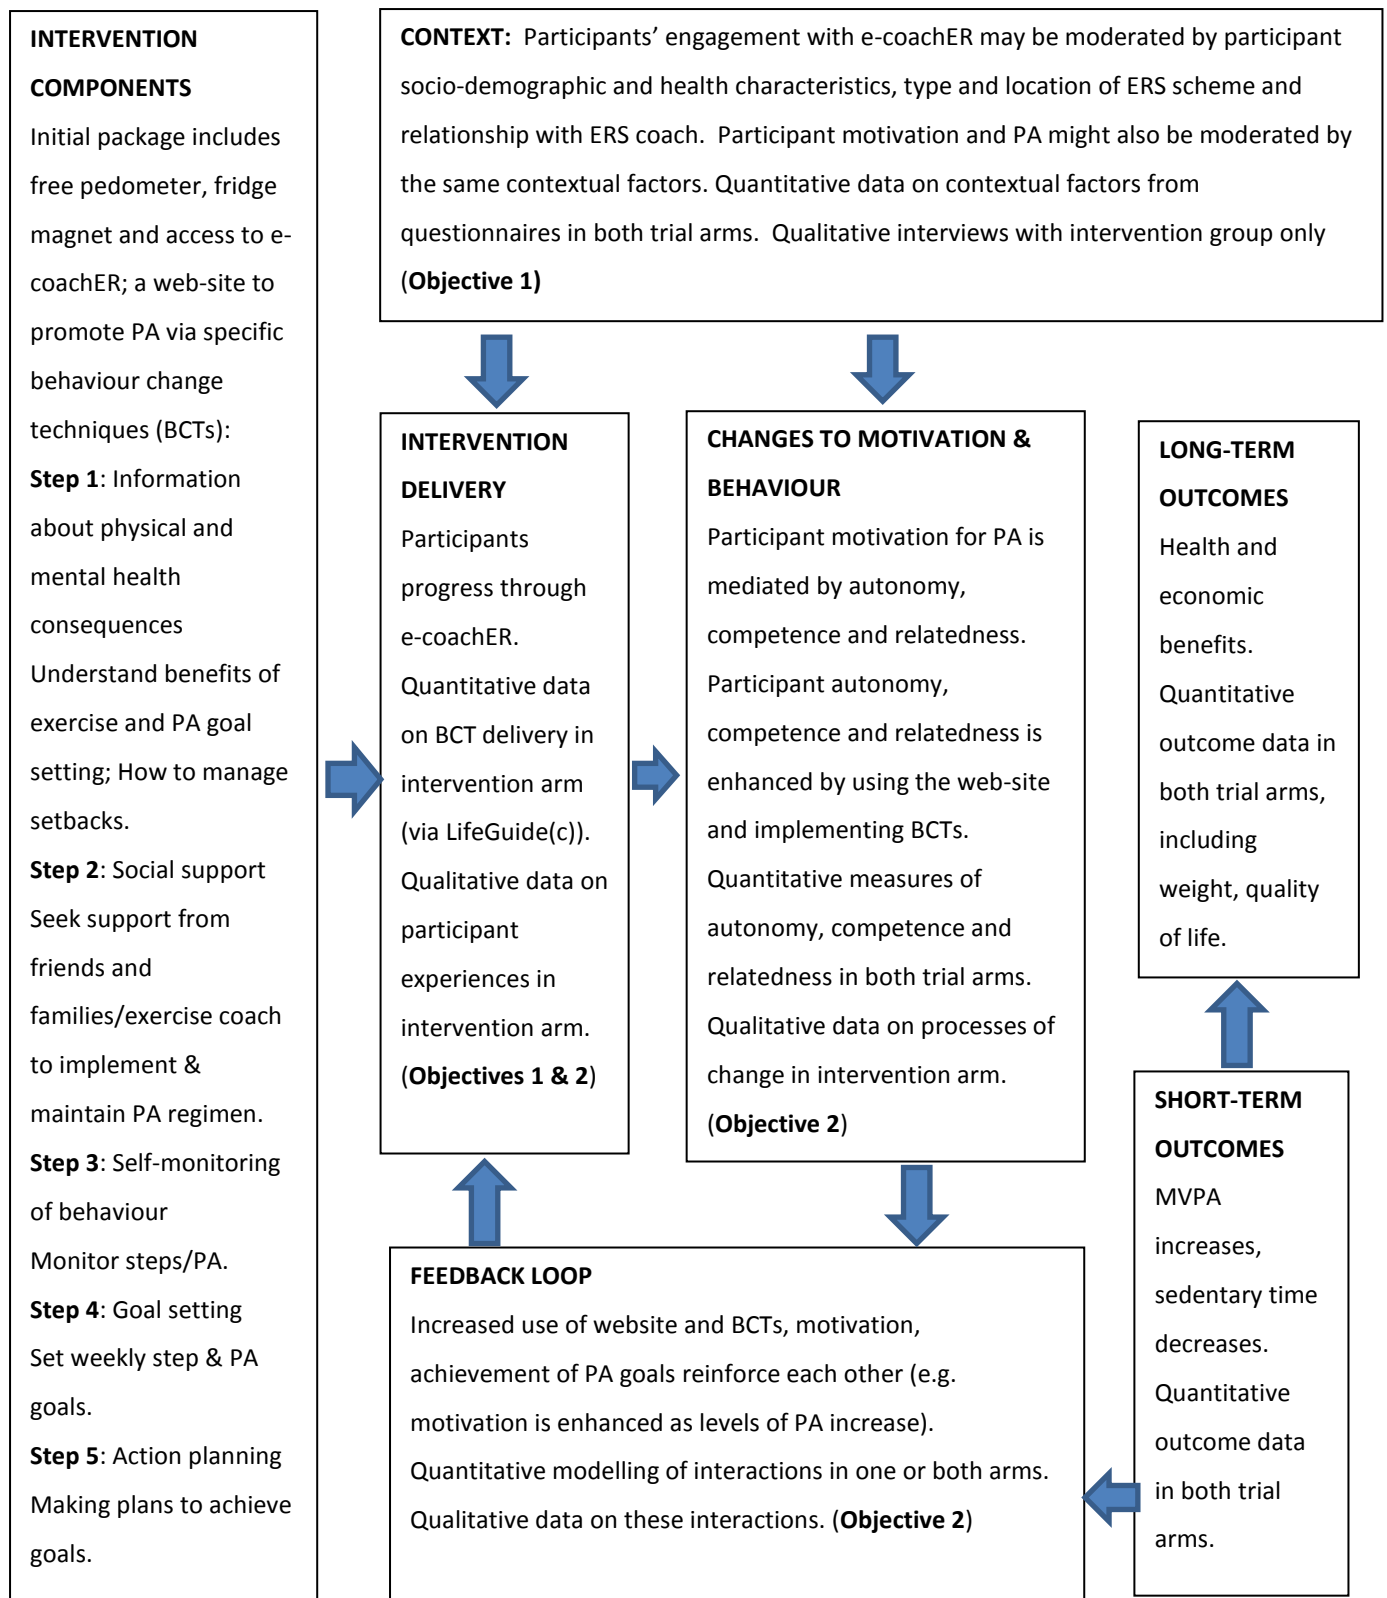 INTERVENTION
COMPONENTS
Initial package includes
free pedometer, fridge
magnet and access to e-
coachER; a web-site to
promote PA via specific
behaviour change
techniques (BCTs):
Step 1: Information
about physical and
mental health
consequences
Understand benefits of
exercise and PA goal
setting; How to manage
setbacks.
Step 2: Social support
Seek support from
friends and
families/exercise coach
to implement &
maintain PA regimen.
Step 3: Self-monitoring
of behaviour
Monitor steps/PA.
Step 4: Goal setting
Set weekly step & PA
goals.
Step 5: Action planning
Making plans to achieve
goals.
CONTEXT:  Participants’ engagement with e-coachER may be moderated by participant
socio-demographic and health characteristics, type and location of ERS scheme and
relationship with ERS coach.  Participant motivation and PA might also be moderated by
the same contextual factors. Quantitative data on contextual factors from
questionnaires in both trial arms.  Qualitative interviews with intervention group only
(Objective 1)
INTERVENTION
DELIVERY
Participants
progress through
e-coachER.
Quantitative data
on BCT delivery in
intervention arm
(via LifeGuide(c)).
Qualitative data on
participant
experiences in
intervention arm.
(Objectives 1 & 2)
CHANGES TO MOTIVATION &
BEHAVIOUR
Participant motivation for PA is
mediated by autonomy,
competence and relatedness.
Participant autonomy,
competence and relatedness is
enhanced by using the web-site
and implementing BCTs.
Quantitative measures of
autonomy, competence and
relatedness in both trial arms.
Qualitative data on processes of
change in intervention arm.
(Objective 2)
LONG-TERM
OUTCOMES
Health and
economic
benefits.
Quantitative
outcome data in
both trial arms,
including
weight, quality
of life.
SHORT-TERM
OUTCOMES
MVPA
increases,
sedentary time
decreases.
Quantitative
outcome data
in both trial
arms.
FEEDBACK LOOP
Increased use of website and BCTs, motivation,
achievement of PA goals reinforce each other (e.g.
motivation is enhanced as levels of PA increase).
Quantitative modelling of interactions in one or both arms.
Qualitative data on these interactions. (Objective 2)